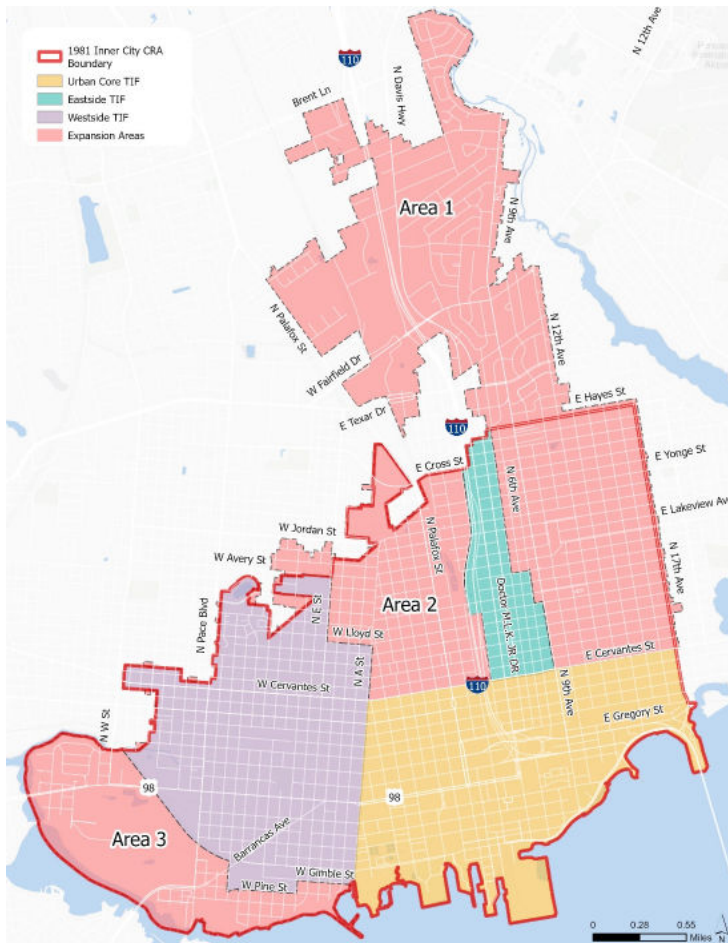 1981 Inner City CRA
Boundary
Urban Core TIF
Eastside TIF
Westside TIF
Expansion Areas
110
N Davis Hwy
N 12th Ave
Brent Ln
Area 1
N 9th Ave
N Palafox St
N 12th Ave
W Fairfield Dr
E Texar Dr
E Hayes St
110
E Cross St
E Yonge St
N 6th Ave
E Lakeview Av
W Jordan St
N Palafox St
W Avery St
N 17th Ave
N E St
Area 2
Doctor M.L.K. JR DR
N Pace Blvd
W Lloyd St
N A St
E Cervantes St
W Cervantes St
110
N 9th Ave
E Gregory St
N W St
98
98
Area 3
Barrancas Ave
W Gimble St
W Pine St
0 0.28 0.55
Miles
N